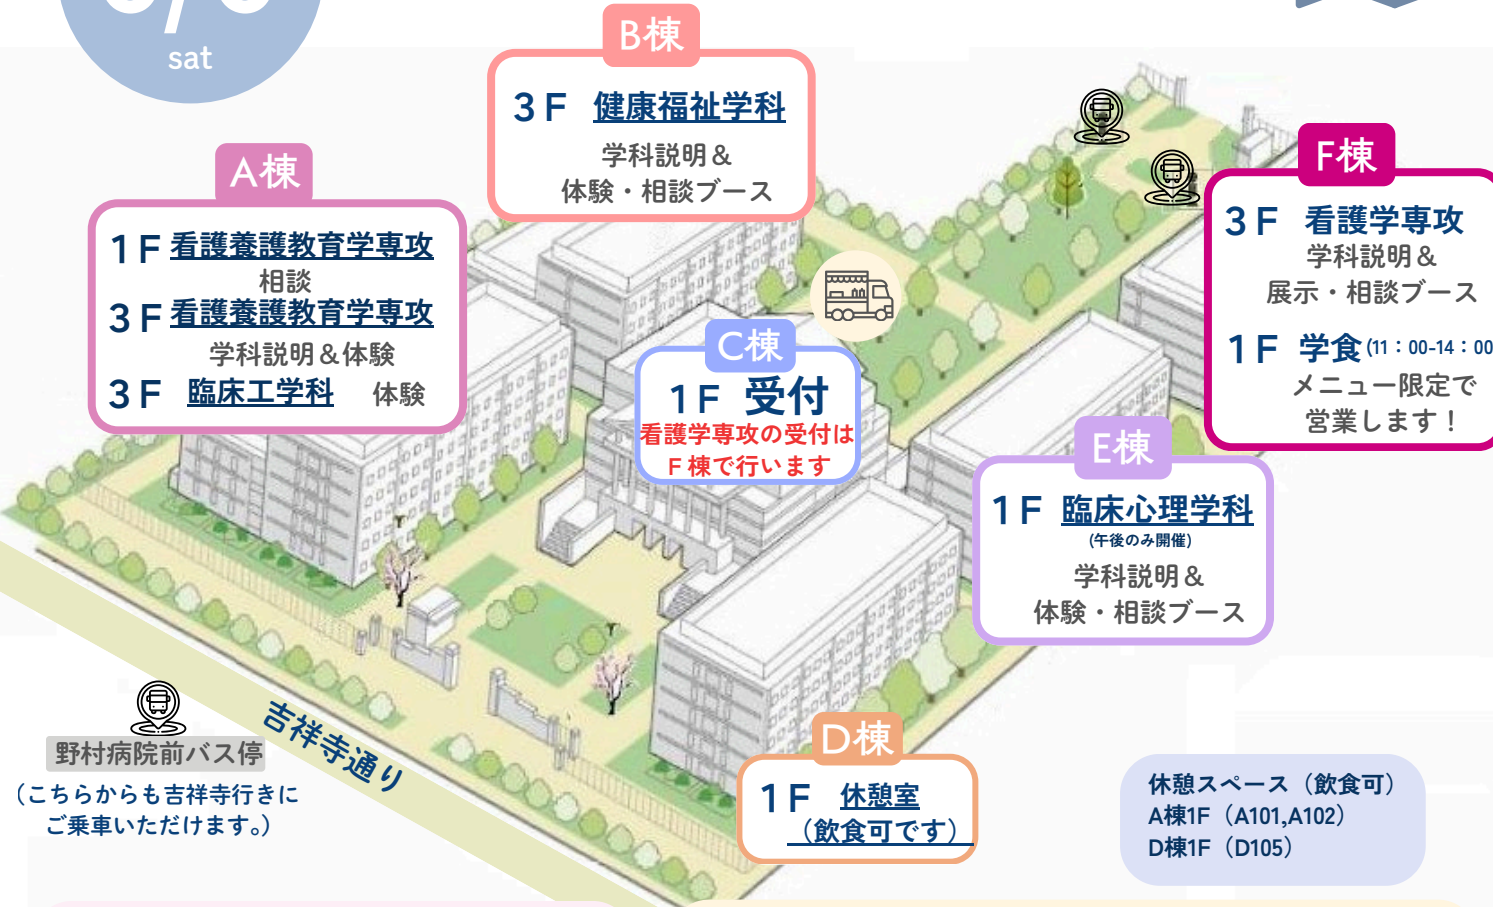 sat
B棟
3F 健康福祉学科
学科説明&
体験・相談ブース
A棟
1F 看護養護教育学専攻
相談
3F 看護養護教育学専攻
学科説明&体験
3F 臨床工学科 体験
F棟
3F 看護学専攻
学科説明&
展示・相談ブース
1F 学食(11:00-14:00
メニュー限定で
営業します!
C棟
1F 受付
看護学専攻の受付は
F棟で行います
E棟
1F 臨床心理学科
(午後のみ開催)
学科説明&
体験・相談ブース
野村病院前バス停
(こちらからも吉祥寺行きに
ご乗車いただけます。)
吉祥寺通り
D棟
1F 休憩室
(飲食可です)
休憩スペース(飲食可)
A棟1F(A101,A102)
D棟1F(D105)